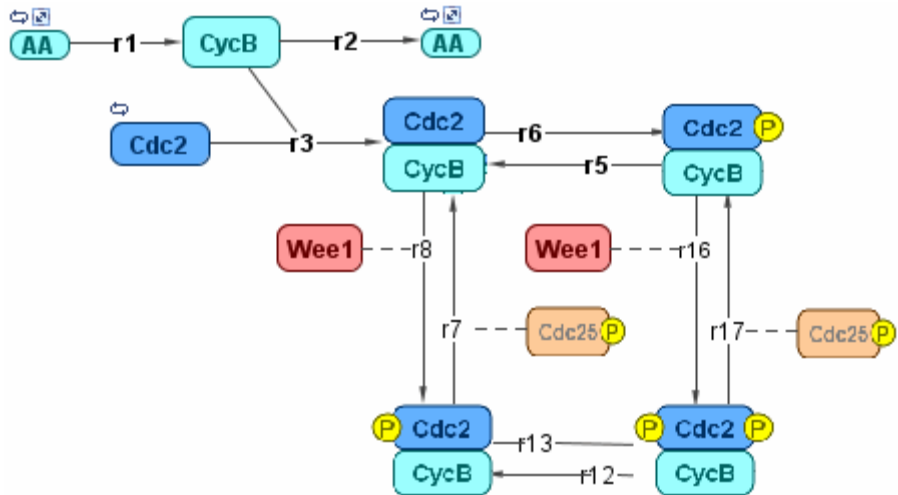 AA r1 CycB r2 AA
Cdc2 r3 Cdc2 r6 Cdc2 P
CycB r5 CycB
Wee1 r8 Wee1 r16
r7 Cdc25 P r17 Cdc25 P
P Cdc2 r13 P Cdc2 P
CycB r12 CycB